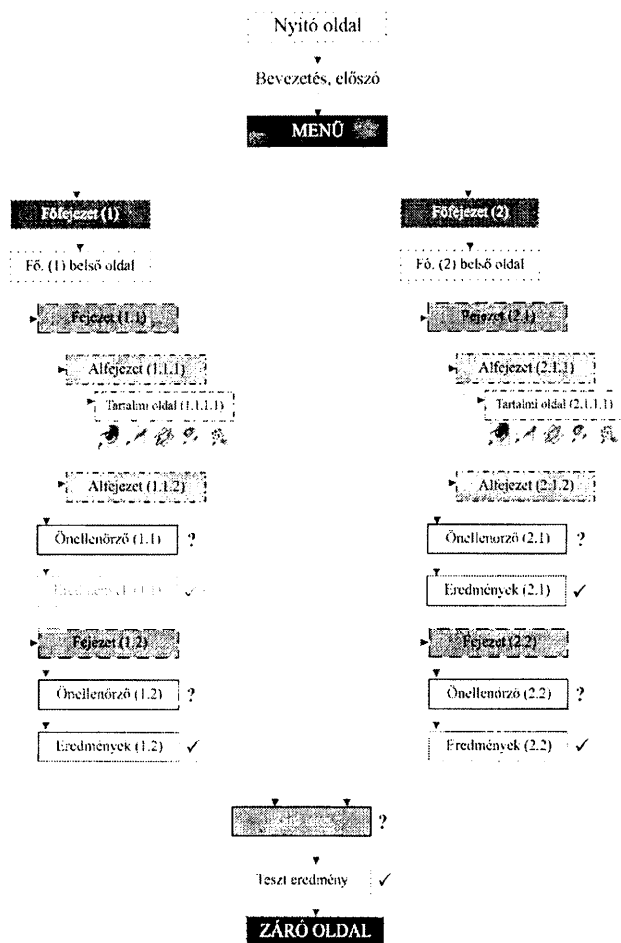 Nyitó oldal
Bevezetés, előszó
MENÜ
Főfejezet (1)
Fő. (1) belső oldal
Fejezet (1.1)
Alfejezet (1.1.1)
Tartalmi oldal (1.1.1.1)
Alfejezet (1.1.2)
Önellenőrző (1.1) ?
Eredmények (1.1) ✓
Fejezet (1.2)
Önellenőrző (1.2) ?
Eredmények (1.2) ✓
Főfejezet (2)
Fő. (2) belső oldal
Fejezet (2.1)
Alfejezet (2.1.1)
Tartalmi oldal (2.1.1.1)
Alfejezet (2.1.2)
Önellenőrző (2.1) ?
Eredmények (2.1) ✓
Fejezet (2.2)
Önellenőrző (2.2) ?
Eredmények (2.2) ✓
?
Teszt eredmény ✓
ZÁRÓ OLDAL